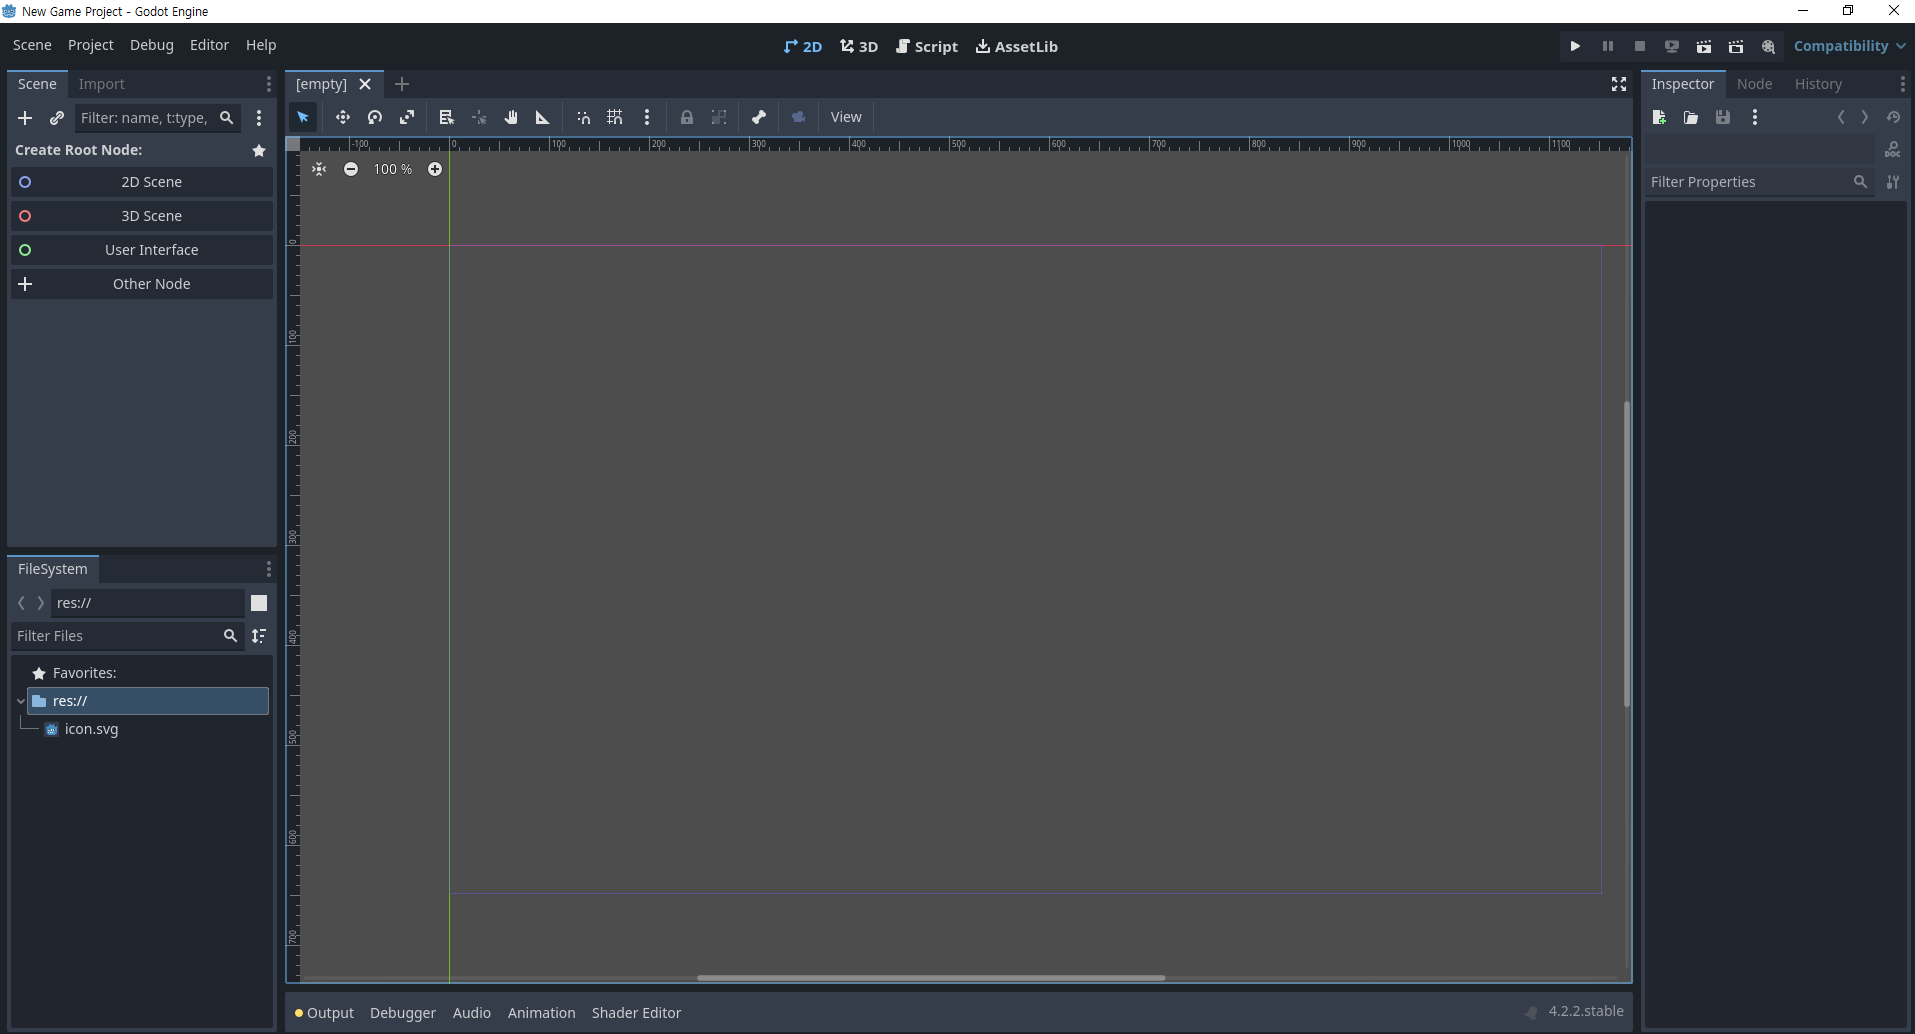 New Game Project - Godot Engine
Scene Project Debug Editor Help
2D 3D Script AssetLib
Compatibility
Scene Import
[empty]
Inspector Node History
Filter: name, t:type,
View
Create Root Node:
-100 0 100 200 300 400 500 600 700 800 900 1000 1100
DOC
100 %
2D Scene
Filter Properties
3D Scene
User Interface
Other Node
0
100
200
300
400
500
600
700
FileSystem
res://
Filter Files
Favorites:
res://
icon.svg
Output Debugger Audio Animation Shader Editor
4.2.2.stable